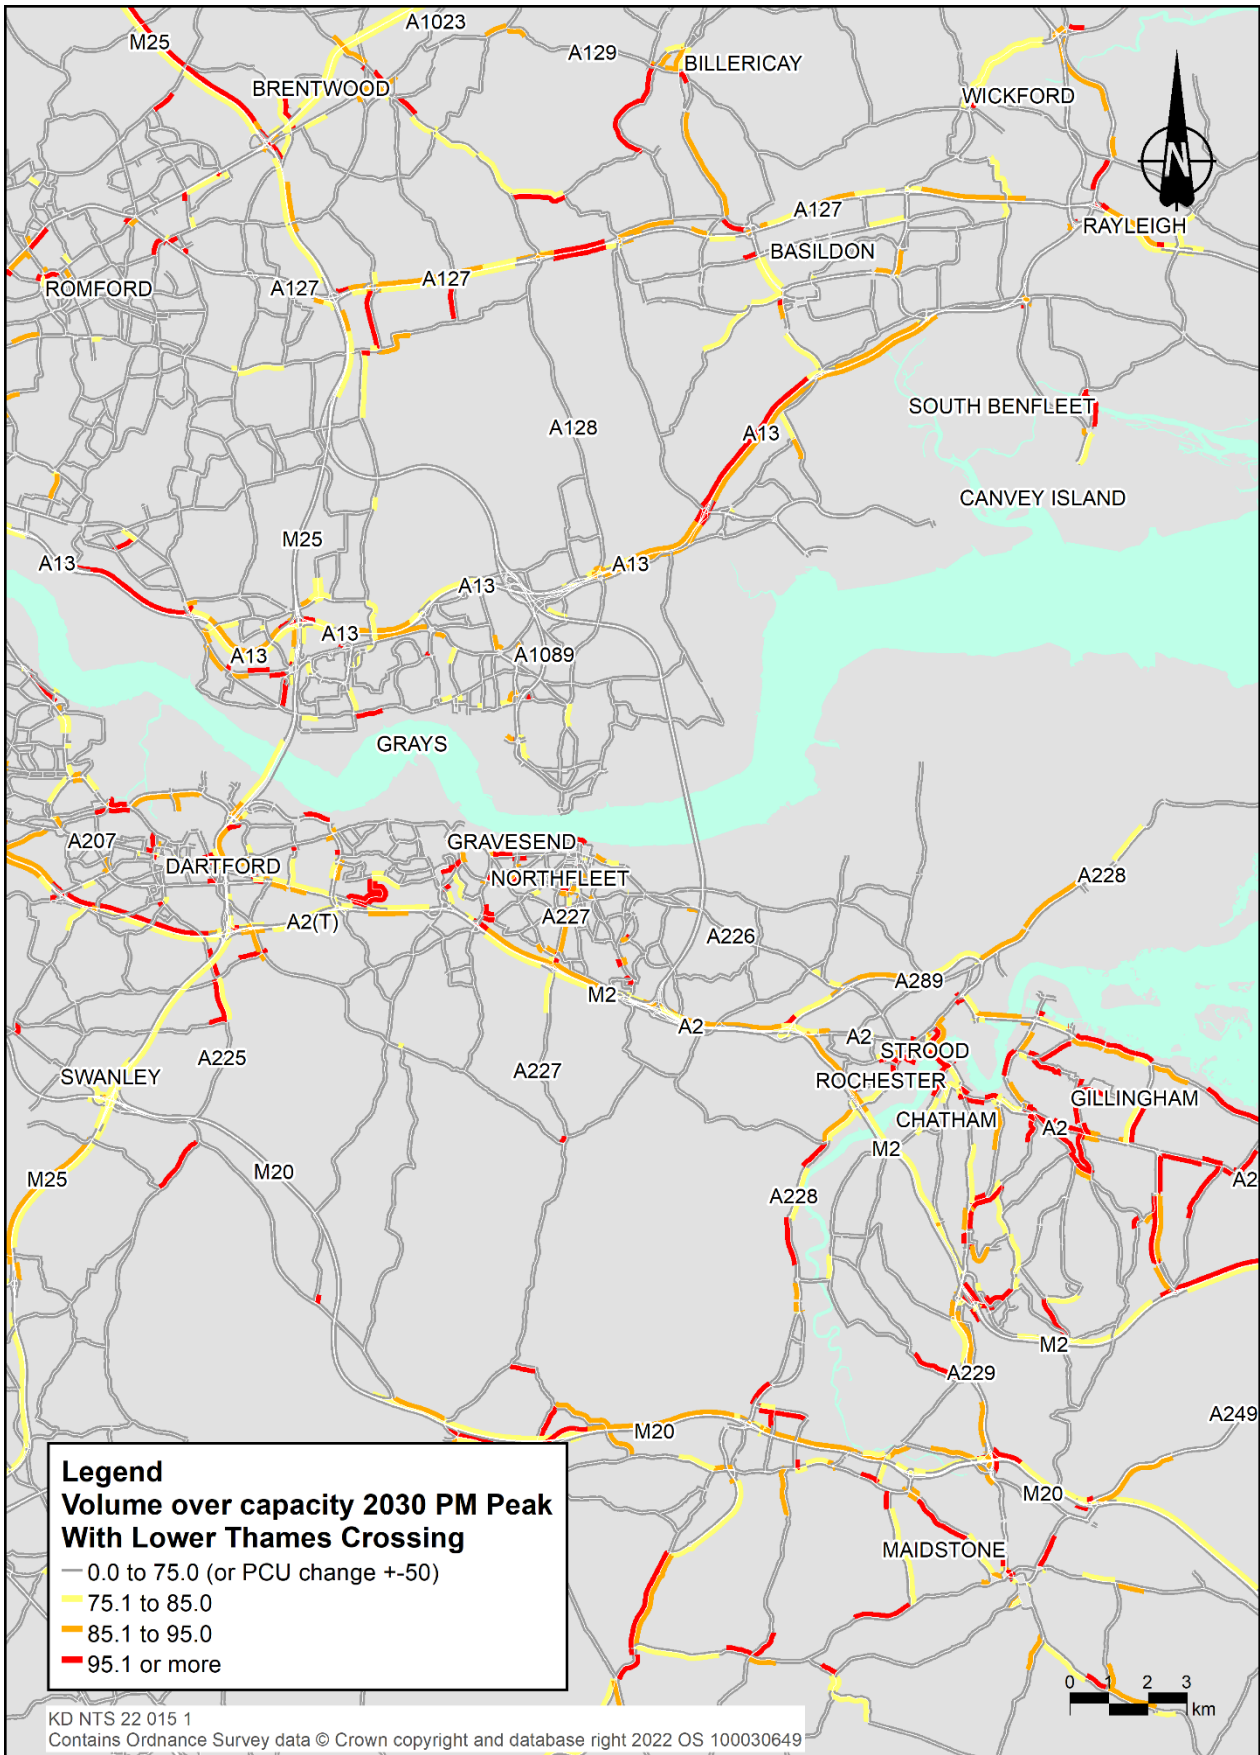 A1023
M25
A129
BILLERICAY
BRENTWOOD
WICKFORD
N
A127
RAYLEIGH
BASILDON
ROMFORD
A127
A127
SOUTH BENFLEET
A128
A13
CANVEY ISLAND
M25
A13
A13
A13
A13
A13
A1089
GRAYS
A207
GRAVESEND
DARTFORD
NORTHFLEET
A228
A2(T)
A227
A226
A289
M2
A2
A2
STROOD
A225
A227
SWANLEY
ROCHESTER
GILLINGHAM
CHATHAM
A2
M2
M20
M25
A2
A228
M2
A229
A249
M20
M20
MAIDSTONE
Legend
Volume over capacity 2030 PM Peak
With Lower Thames Crossing
0.0 to 75.0 (or PCU change +-50)
75.1 to 85.0
85.1 to 95.0
95.1 or more
0 1 2 3
km
KD NTS 22 015 1
Contains Ordnance Survey data © Crown copyright and database right 2022 OS 100030649